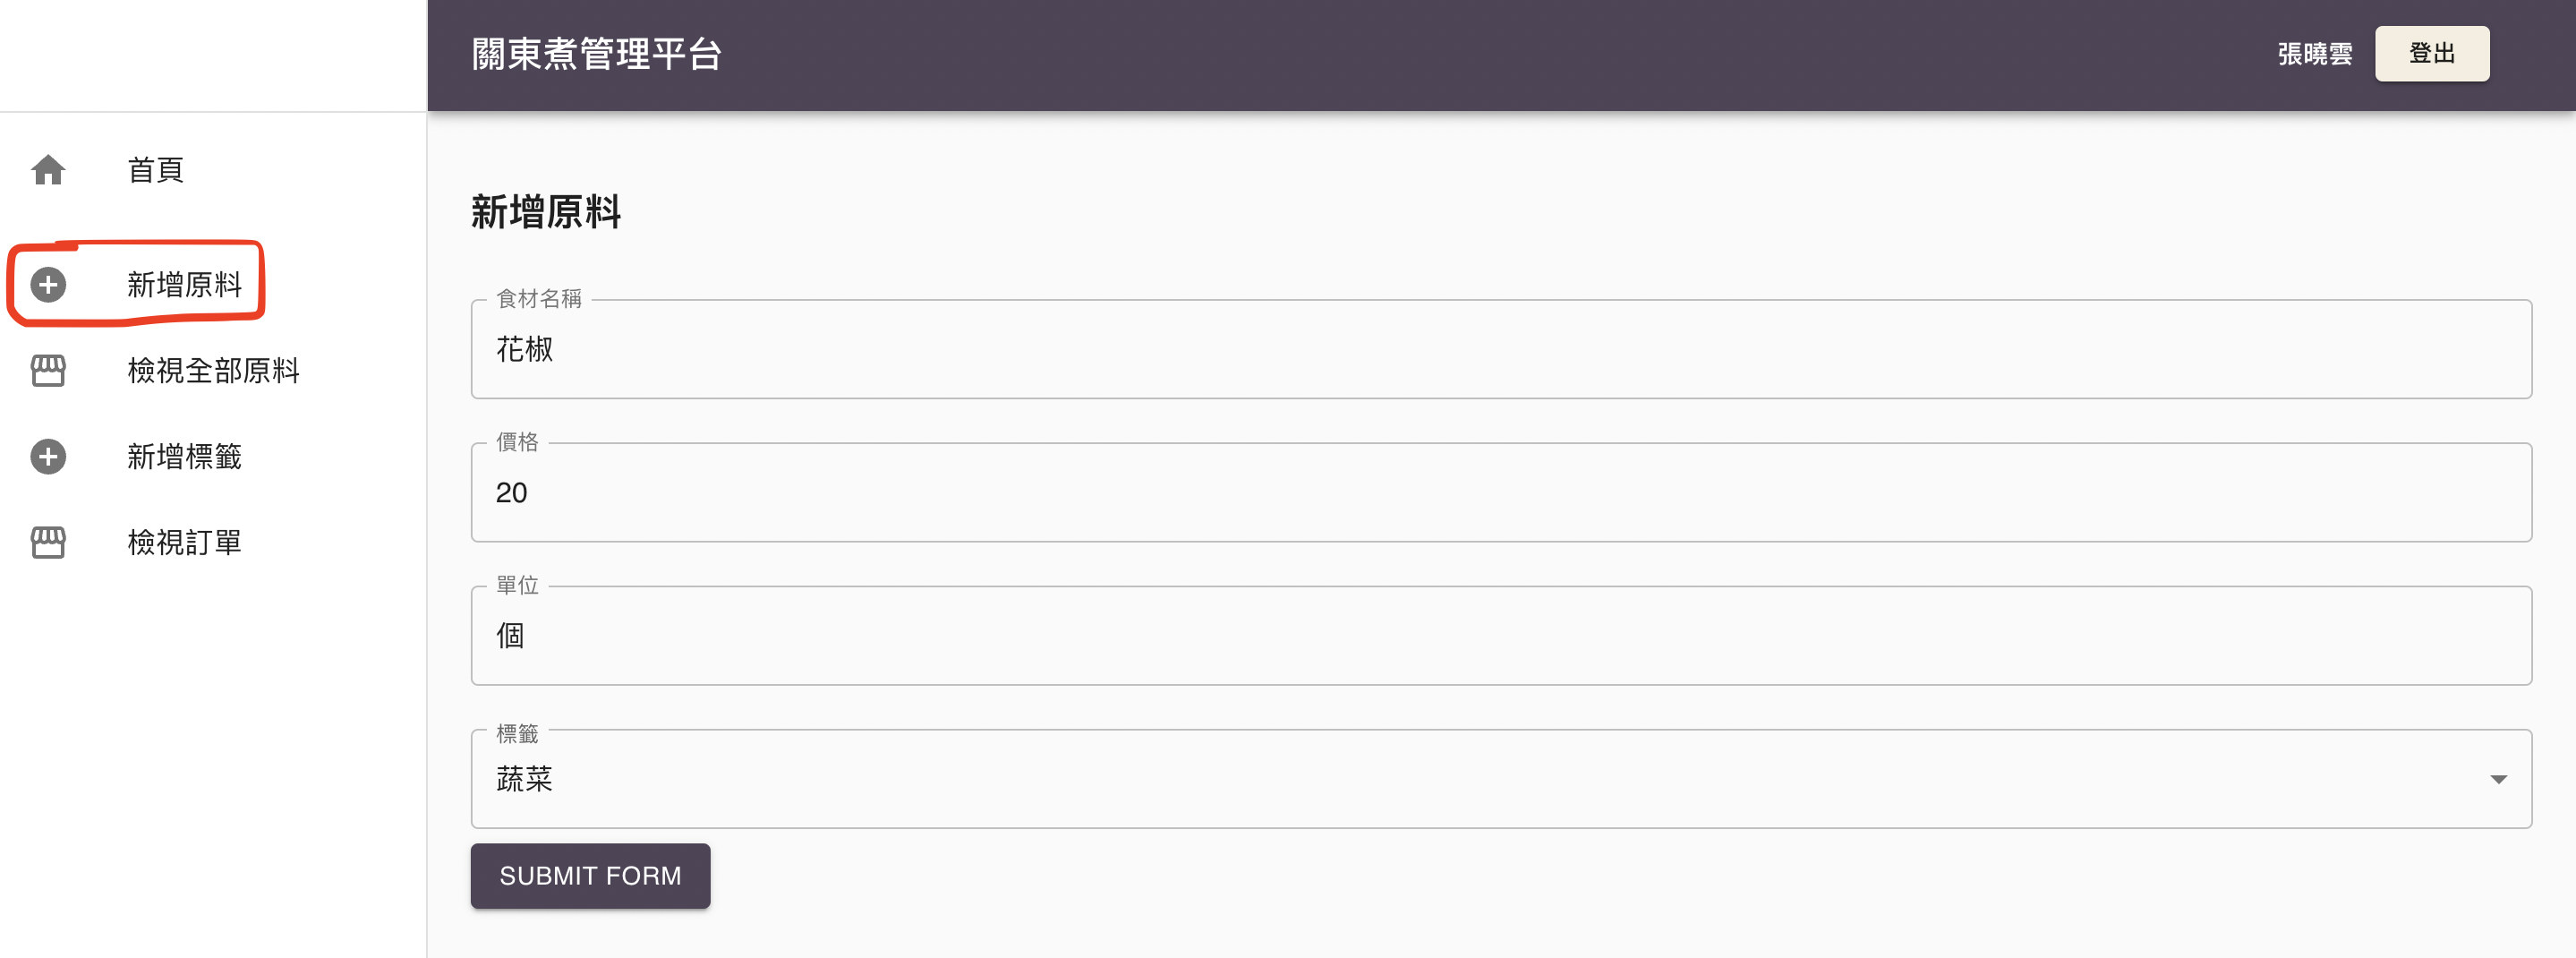 關東煮管理平台
張曉雲
登出
首頁
新增原料
檢視全部原料
新增標籤
檢視訂單
新增原料
食材名稱
花椒
價格
20
單位
個
標籤
蔬菜
SUBMIT FORM